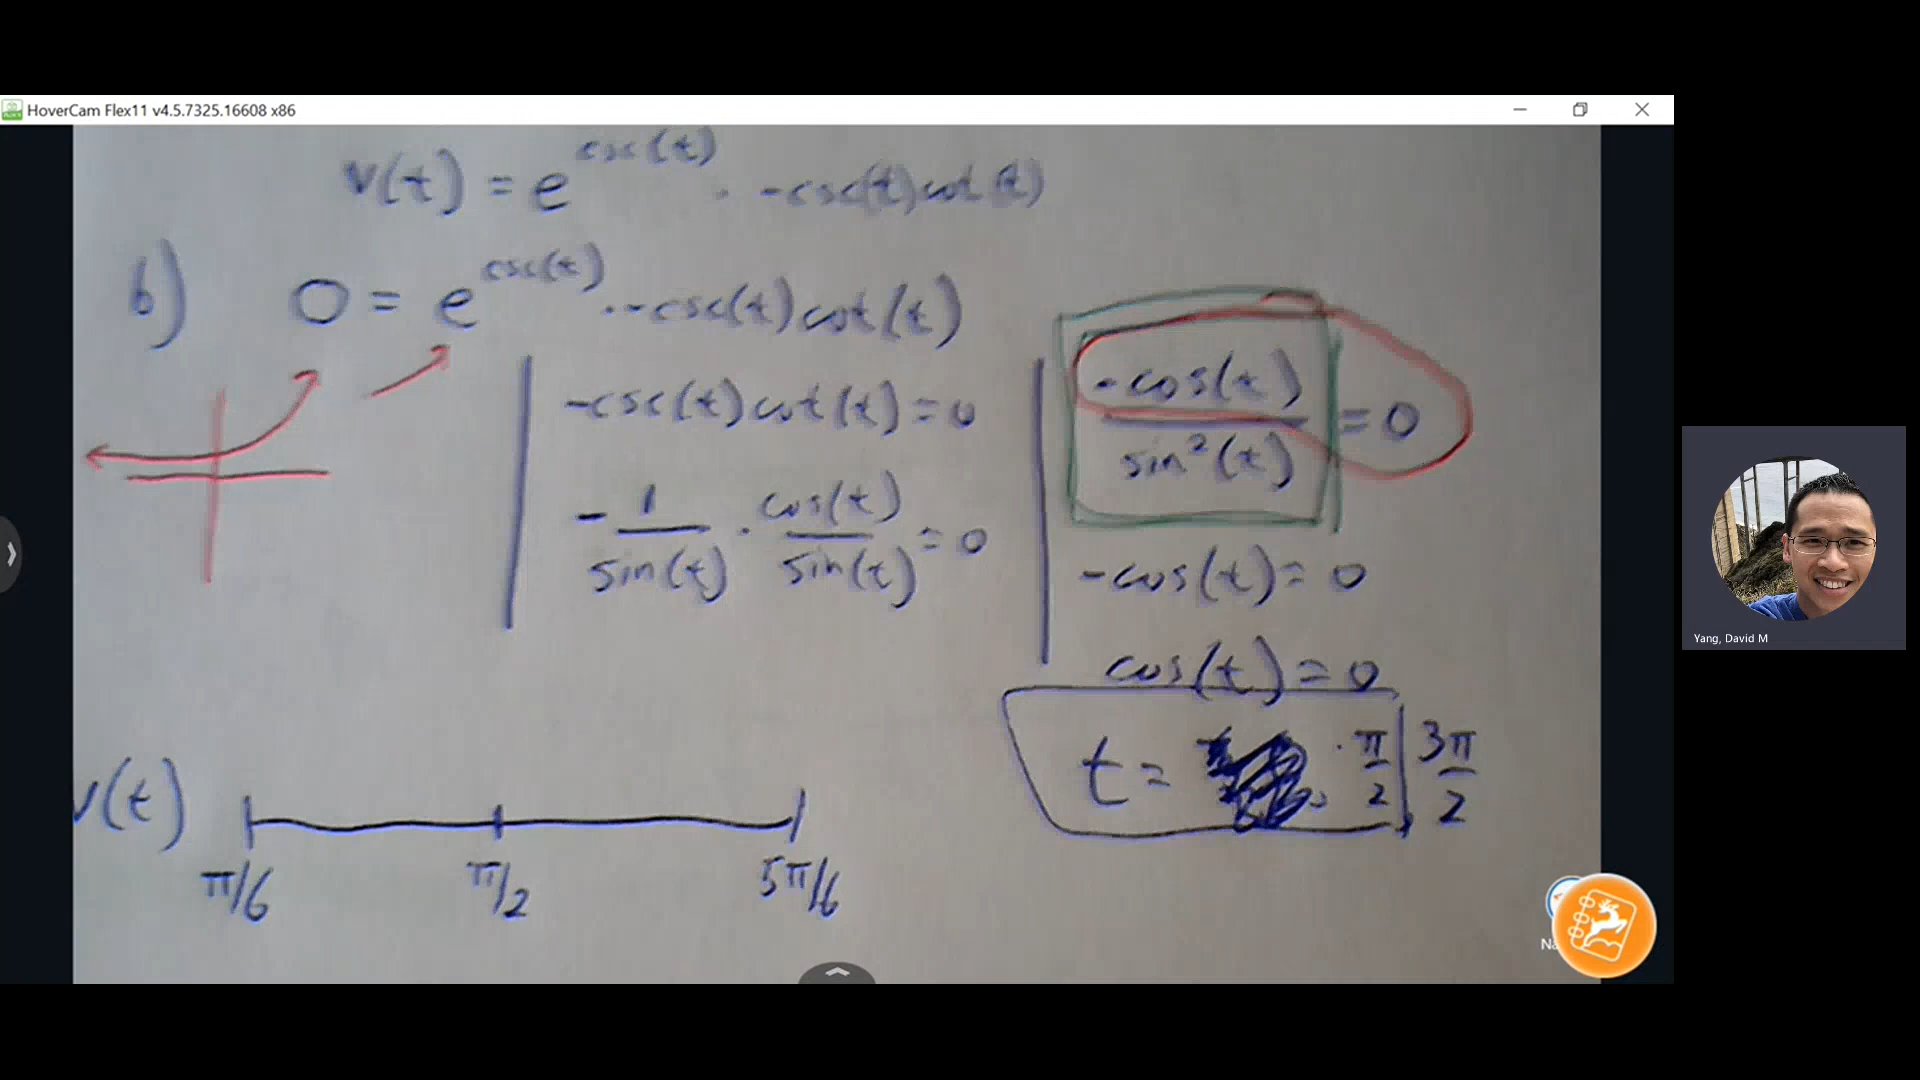 HoverCam Flex11 v4.5.7325.16608 x86
v(t) = e^csc(t) · -csc(t)cot(t)
b) 0 = e^csc(t) · -csc(t)cot(t)
-csc(t)cot(t) = 0
- 1/sin(t) · cos(t)/sin(t) = 0
-cos(t)/sin²(t) = 0
-cos(t) = 0
cos(t) = 0
t = π/2 | 3π/2
v(t)
π/6 π/2 5π/6
Yang, David M